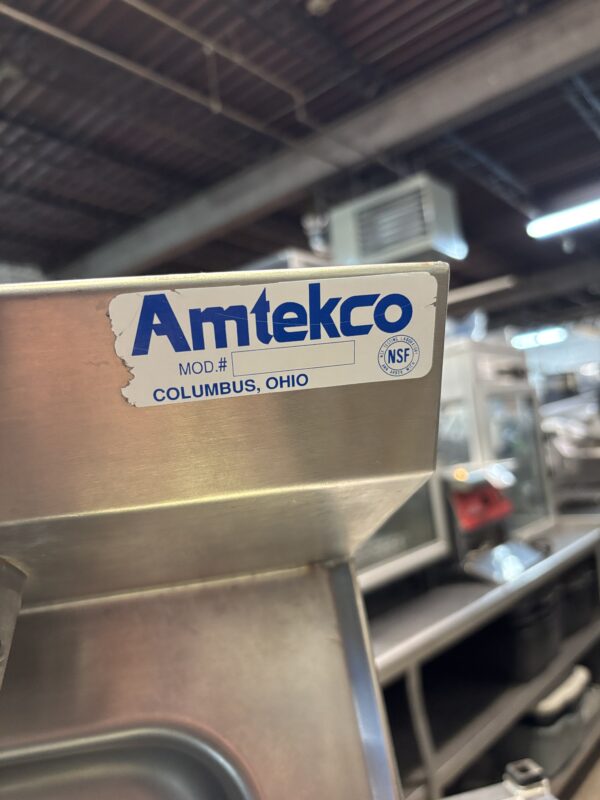 Amtekco
MOD.#
NSF
COLUMBUS, OHIO